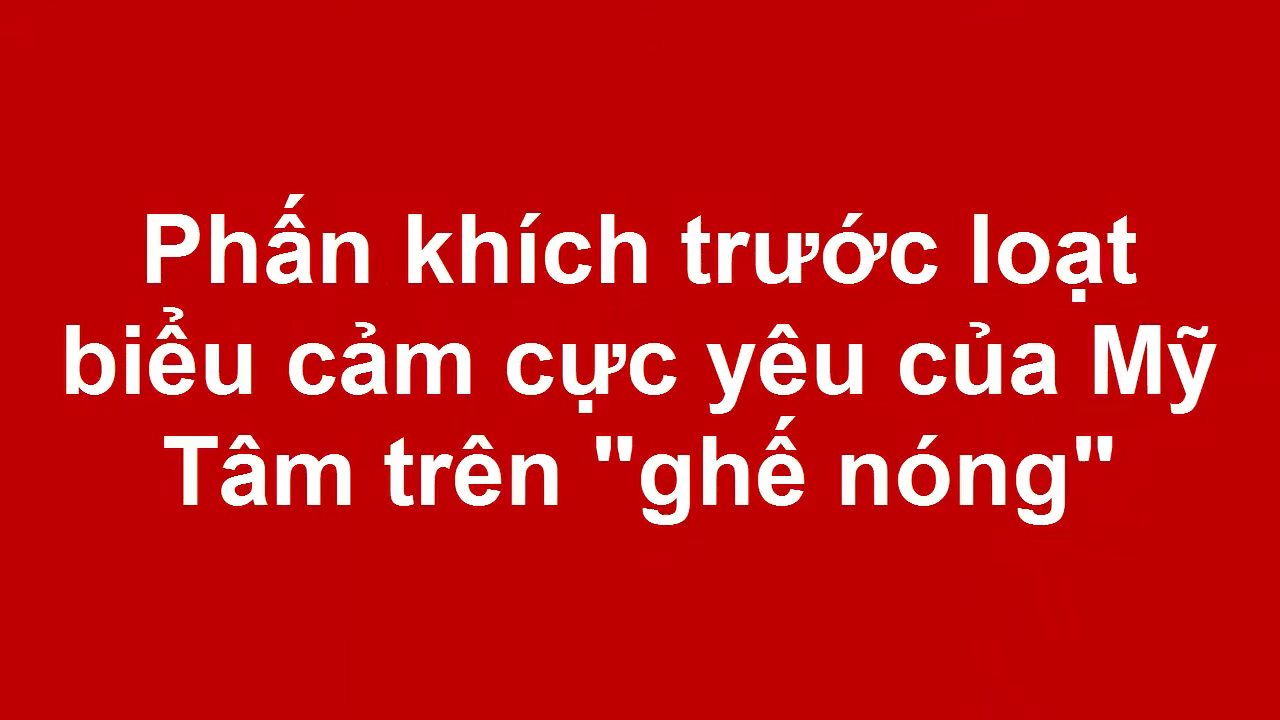 Phấn khích trước loạt
biểu cảm cực yêu của Mỹ
Tâm trên "ghế nóng"